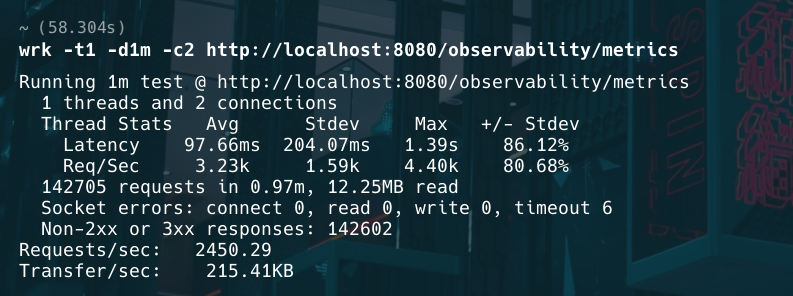 ~ (58.304s)
wrk -t1 -d1m -c2 http://localhost:8080/observability/metrics
Running 1m test @ http://localhost:8080/observability/metrics
  1 threads and 2 connections
  Thread Stats   Avg      Stdev     Max   +/- Stdev
    Latency    97.66ms  204.07ms   1.39s    86.12%
    Req/Sec     3.23k     1.59k    4.40k    80.68%
  142705 requests in 0.97m, 12.25MB read
  Socket errors: connect 0, read 0, write 0, timeout 6
  Non-2xx or 3xx responses: 142602
Requests/sec:   2450.29
Transfer/sec:    215.41KB